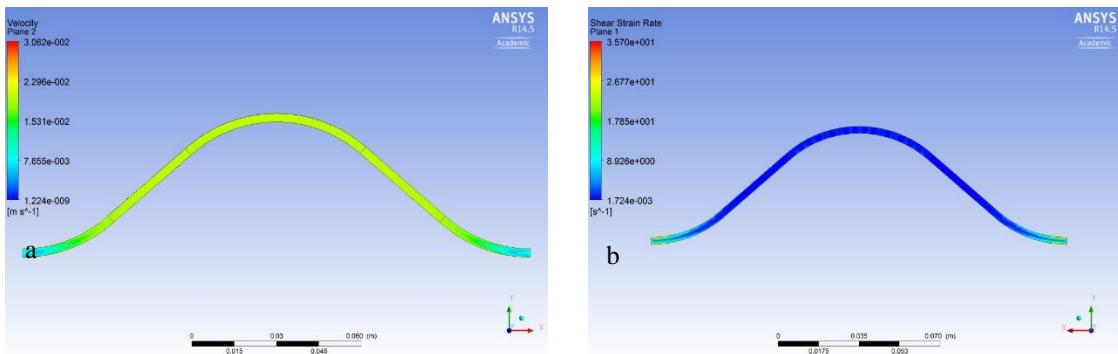 Velocity
Plane 2
3.062e-002
2.296e-002
1.531e-002
7.655e-003
1.224e-009
[m s^-1]
ANSYS
R14.5
Academic
a
Y
X
0
0.03
0.060 (m)
0.015
0.045
Shear Strain Rate
Plane 1
3.570e+001
2.677e+001
1.785e+001
8.926e+000
1.724e-003
[s^-1]
ANSYS
R14.5
Academic
b
Y
X
0
0.035
0.070 (m)
0.0175
0.053